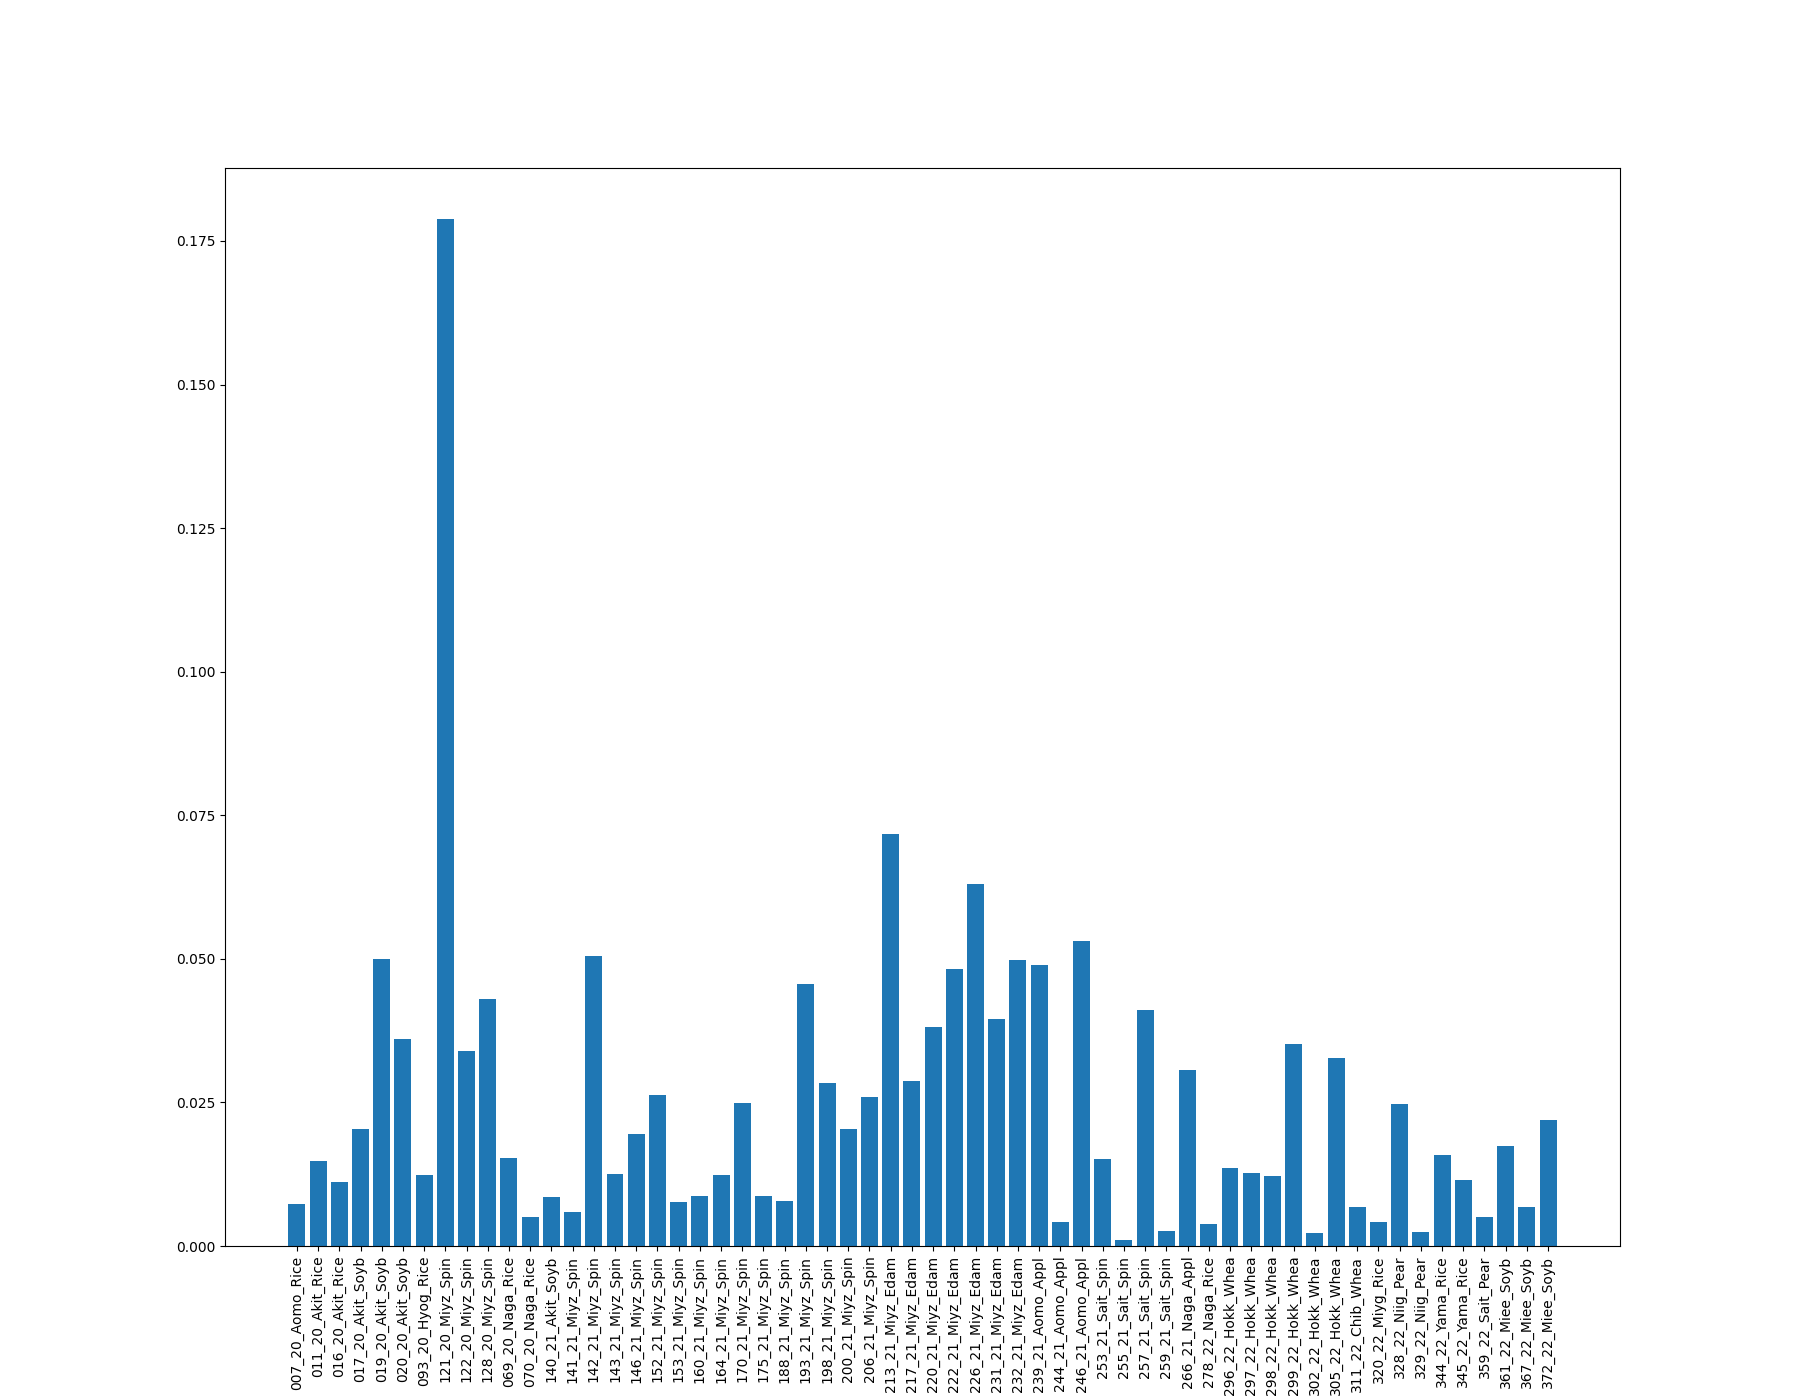 0.175
0.150
0.125
0.100
0.075
0.050
0.025
0.000
007_20_Aomo_Rice
011_20_Akit_Rice
016_20_Akit_Rice
017_20_Akit_Soyb
019_20_Akit_Soyb
020_20_Akit_Soyb
093_20_Hyog_Rice
121_20_Miyz_Spin
122_20_Miyz_Spin
128_20_Miyz_Spin
069_20_Naga_Rice
070_20_Naga_Rice
140_21_Akit_Soyb
141_21_Miyz_Spin
142_21_Miyz_Spin
143_21_Miyz_Spin
146_21_Miyz_Spin
152_21_Miyz_Spin
153_21_Miyz_Spin
160_21_Miyz_Spin
164_21_Miyz_Spin
170_21_Miyz_Spin
175_21_Miyz_Spin
188_21_Miyz_Spin
193_21_Miyz_Spin
198_21_Miyz_Spin
200_21_Miyz_Spin
206_21_Miyz_Spin
213_21_Miyz_Edam
217_21_Miyz_Edam
220_21_Miyz_Edam
222_21_Miyz_Edam
226_21_Miyz_Edam
231_21_Miyz_Edam
232_21_Miyz_Edam
239_21_Aomo_Appl
244_21_Aomo_Appl
246_21_Aomo_Appl
253_21_Sait_Spin
255_21_Sait_Spin
257_21_Sait_Spin
259_21_Sait_Spin
266_21_Naga_Appl
278_22_Naga_Rice
296_22_Hokk_Whea
297_22_Hokk_Whea
298_22_Hokk_Whea
299_22_Hokk_Whea
302_22_Hokk_Whea
305_22_Hokk_Whea
311_22_Chib_Whea
320_22_Miyg_Rice
328_22_Niig_Pear
329_22_Niig_Pear
344_22_Yama_Rice
345_22_Yama_Rice
359_22_Sait_Pear
361_22_Miee_Soyb
367_22_Miee_Soyb
372_22_Miee_Soyb